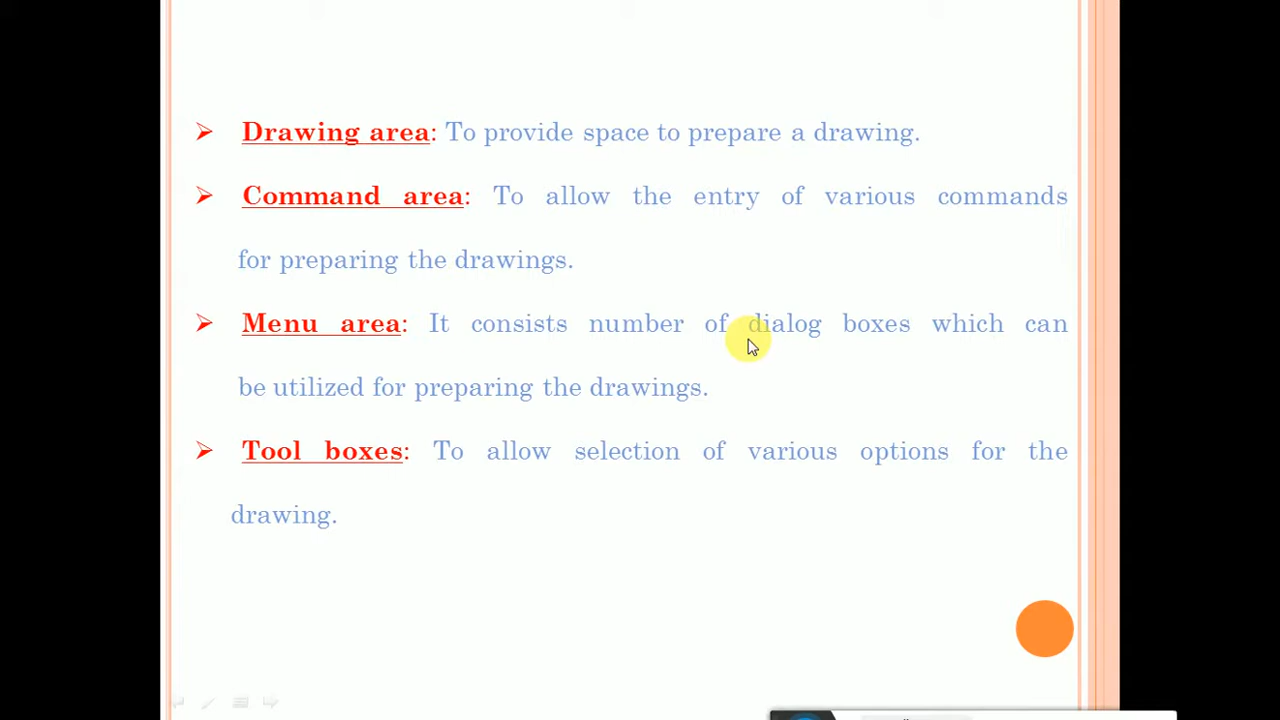 ➢ Drawing area: To provide space to prepare a drawing.
➢ Command area: To allow the entry of various commands
for preparing the drawings.
➢ Menu area: It consists number of dialog boxes which can
be utilized for preparing the drawings.
➢ Tool boxes: To allow selection of various options for the
drawing.